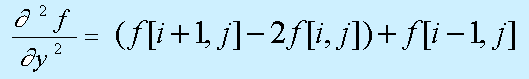 ∂²f/∂y² = (f[i+1, j]−2f[i, j])+f[i−1, j]